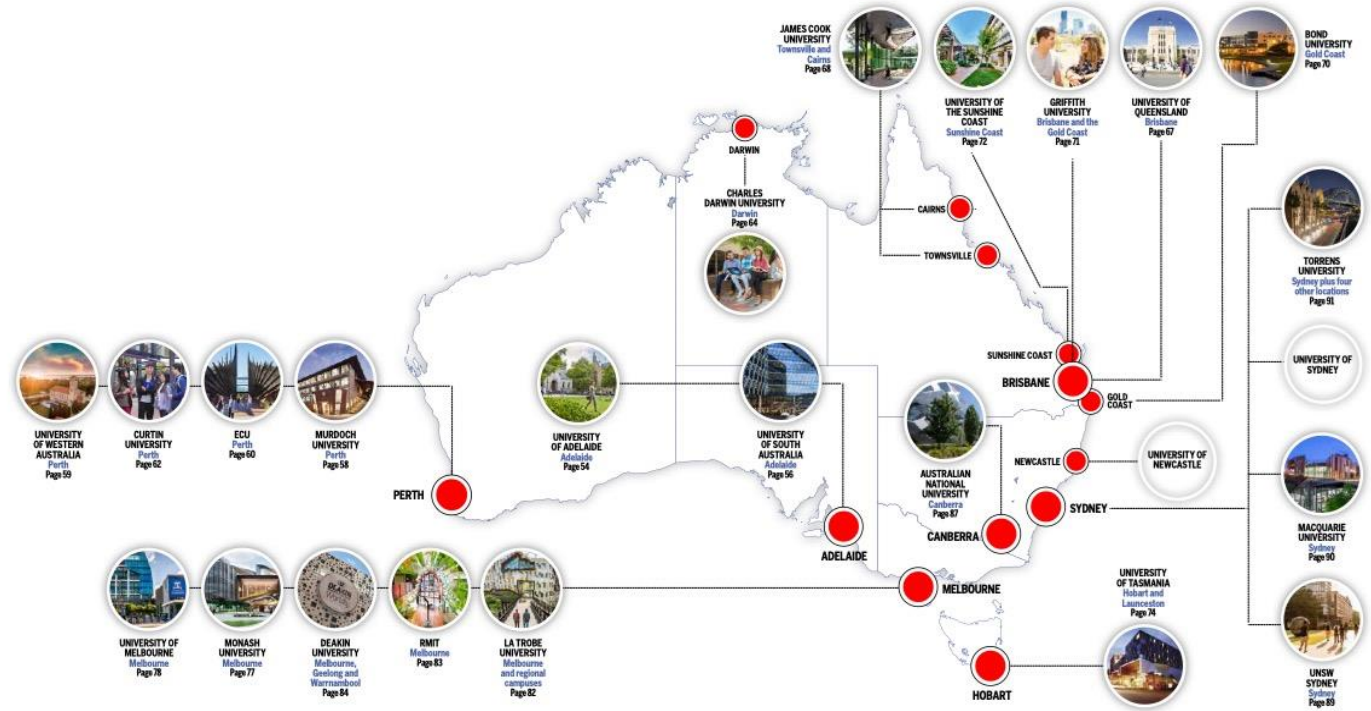 JAMES COOK
UNIVERSITY
Townsville and
Cairns
Page 68
UNIVERSITY OF
THE SUNSHINE
COAST
Sunshine Coast
Page 72
GRIFFITH
UNIVERSITY
Brisbane and the
Gold Coast
Page 71
UNIVERSITY OF
QUEENSLAND
Brisbane
Page 67
BOND
UNIVERSITY
Gold Coast
Page 70
DARWIN
CHARLES
DARWIN UNIVERSITY
Darwin
Page 64
CAIRNS
TOWNSVILLE
TORRENS
UNIVERSITY
Sydney plus four
other locations
Page 91
SUNSHINE COAST
BRISBANE
GOLD
COAST
UNIVERSITY OF
SYDNEY
UNIVERSITY
OF WESTERN
AUSTRALIA
Perth
Page 59
CURTIN
UNIVERSITY
Perth
Page 62
ECU
Perth
Page 60
MURDOCH
UNIVERSITY
Perth
Page 58
UNIVERSITY
OF ADELAIDE
Adelaide
Page 54
UNIVERSITY
OF SOUTH
AUSTRALIA
Adelaide
Page 56
AUSTRALIAN
NATIONAL
UNIVERSITY
Canberra
Page 87
NEWCASTLE
UNIVERSITY OF
NEWCASTLE
PERTH
SYDNEY
MACQUARIE
UNIVERSITY
Sydney
Page 90
ADELAIDE
CANBERRA
MELBOURNE
UNIVERSITY
OF TASMANIA
Hobart and
Launceston
Page 74
UNIVERSITY OF
MELBOURNE
Melbourne
Page 78
MONASH
UNIVERSITY
Melbourne
Page 77
DEAKIN
UNIVERSITY
Melbourne,
Geelong and
Warrnambool
Page 84
RMIT
Melbourne
Page 83
LA TROBE
UNIVERSITY
Melbourne
and regional
campuses
Page 82
HOBART
UNSW
SYDNEY
Sydney
Page 89